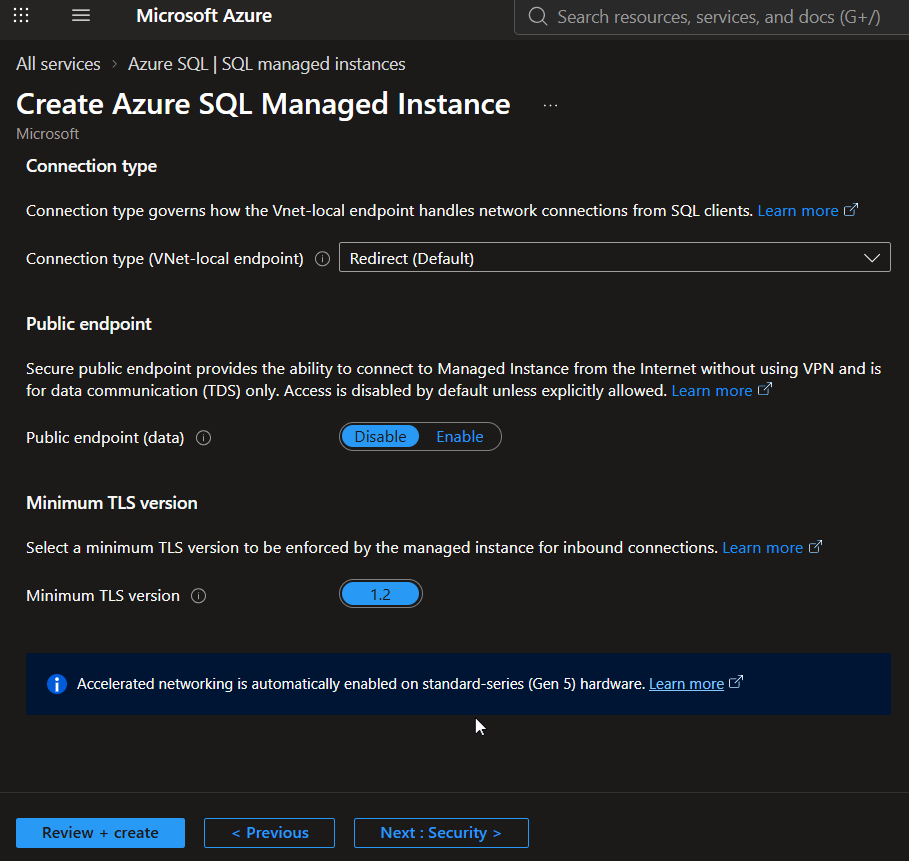 Microsoft Azure
Search resources, services, and docs (G+/)
All services > Azure SQL | SQL managed instances
Create Azure SQL Managed Instance ...
Microsoft
Connection type
Connection type governs how the Vnet-local endpoint handles network connections from SQL clients. Learn more
Connection type (VNet-local endpoint) Redirect (Default)
Public endpoint
Secure public endpoint provides the ability to connect to Managed Instance from the Internet without using VPN and is
for data communication (TDS) only. Access is disabled by default unless explicitly allowed. Learn more
Public endpoint (data) Disable Enable
Minimum TLS version
Select a minimum TLS version to be enforced by the managed instance for inbound connections. Learn more
Minimum TLS version 1.2
Accelerated networking is automatically enabled on standard-series (Gen 5) hardware. Learn more
Review + create < Previous Next : Security >